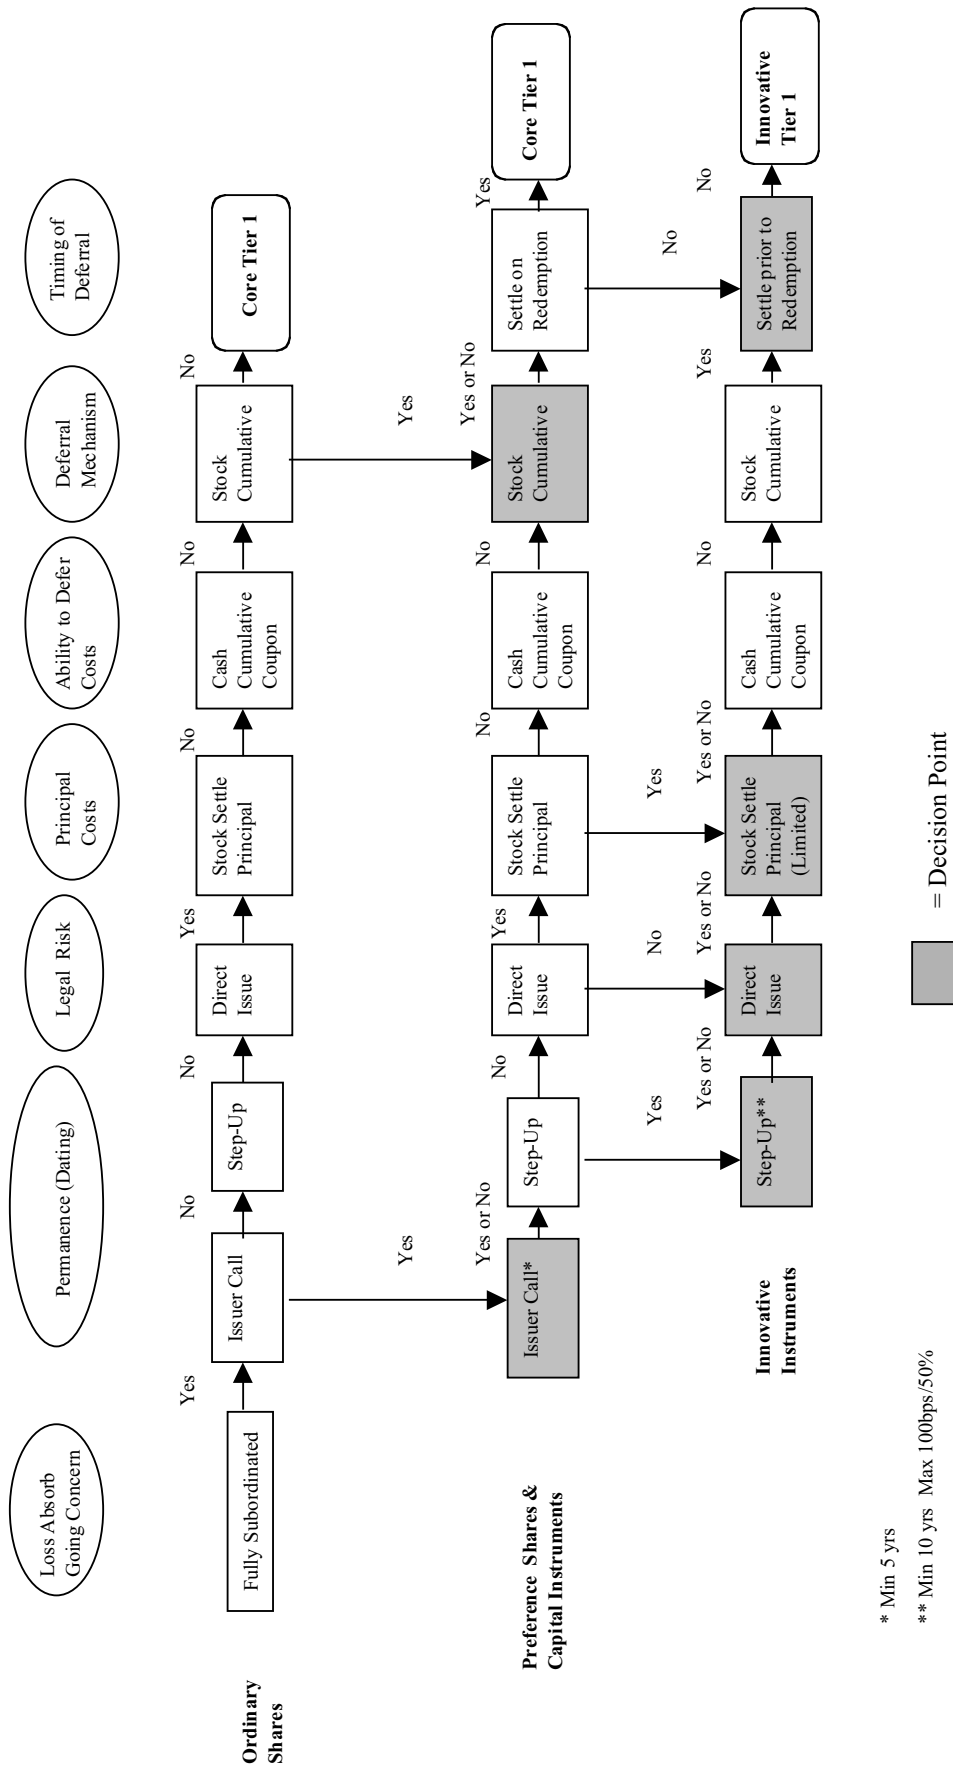 Loss Absorb
Going Concern
Permanence (Dating)
Legal Risk
Principal
Costs
Ability to Defer
Costs
Deferral
Mechanism
Timing of
Deferral
Ordinary
Shares
Fully Subordinated
Yes
Issuer Call
No
Step-Up
No
Direct
Issue
Yes
Stock Settle
Principal
No
Cash
Cumulative
Coupon
No
Stock
Cumulative
No
Core Tier 1
Yes
Yes
Preference Shares &
Capital Instruments
Issuer Call*
Yes or No
Step-Up
No
Direct
Issue
Yes
Stock Settle
Principal
No
Cash
Cumulative
Coupon
No
Stock
Cumulative
Yes or No
Settle on
Redemption
Yes
Core Tier 1
Yes
No
Yes
No
Innovative
Instruments
Step-Up**
Yes or No
Direct
Issue
Yes or No
Stock Settle
Principal
(Limited)
Yes or No
Cash
Cumulative
Coupon
No
Stock
Cumulative
Yes
Settle prior to
Redemption
No
Innovative
Tier 1
* Min 5 yrs
** Min 10 yrs Max 100bps/50%
= Decision Point